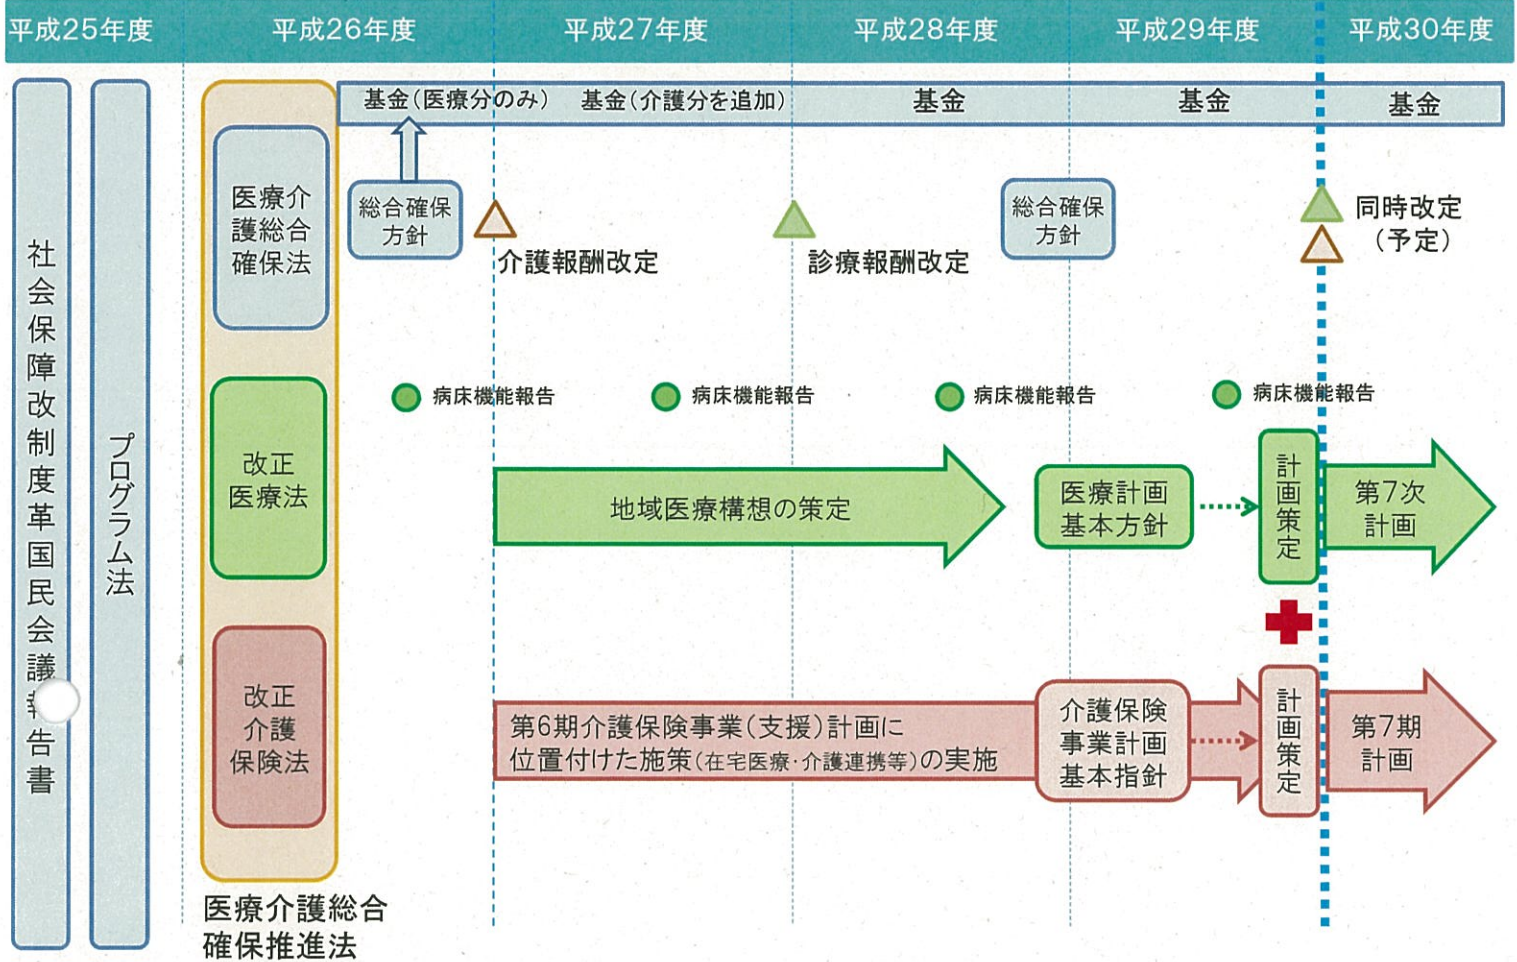 平成25年度
平成26年度
平成27年度
平成28年度
平成29年度
平成30年度
社会保障改制度革国民会議報告書
プログラム法
基金(医療分のみ)
基金(介護分を追加)
基金
基金
基金
医療介
護総合
確保法
総合確保
方針
介護報酬改定
診療報酬改定
総合確保
方針
同時改定
(予定)
病床機能報告
病床機能報告
病床機能報告
病床機能報告
改正
医療法
地域医療構想の策定
医療計画
基本方針
計画策定
第7次
計画
改正
介護
保険法
第6期介護保険事業(支援)計画に
位置付けた施策(在宅医療・介護連携等)の実施
介護保険
事業計画
基本指針
計画策定
第7期
計画
医療介護総合
確保推進法